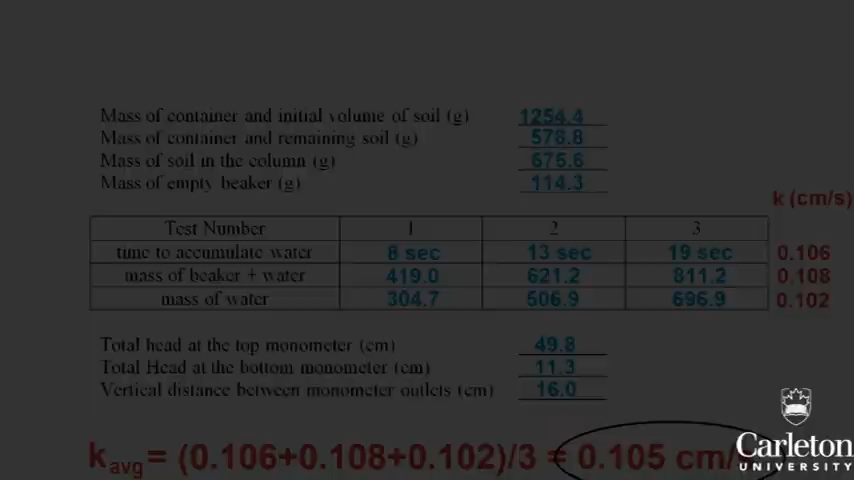 Mass of container and initial volume of soil (g) 1254.4
Mass of container and remaining soil (g) 578.8
Mass of soil in the column (g) 675.6
Mass of empty beaker (g) 114.3
k (cm/s)
Test Number 1 2 3
time to accumulate water 8 sec 13 sec 19 sec 0.106
mass of beaker + water 419.0 621.2 811.2 0.108
mass of water 304.7 506.9 696.9 0.102
Total head at the top monometer (cm) 49.8
Total Head at the bottom monometer (cm) 11.3
Vertical distance between monometer outlets (cm) 16.0
kavg = (0.106+0.108+0.102)/3 = 0.105 cm/
Carleton
UNIVERSITY